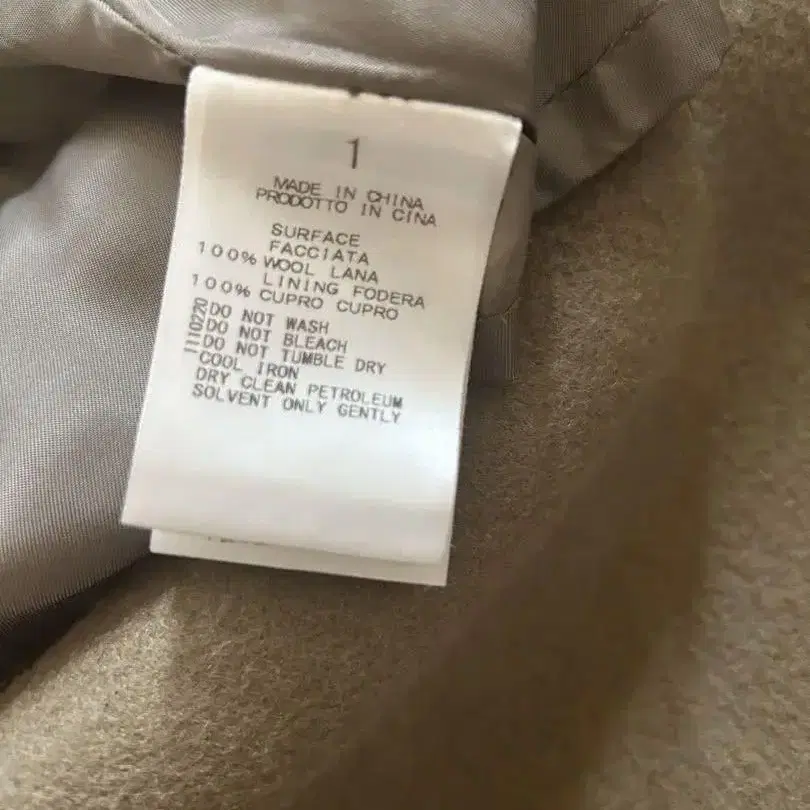 1
MADE IN CHINA
PRODOTTO IN CINA
SURFACE
FACCIATA
100% WOOL LANA
LINING FODERA
100% CUPRO CUPRO
DO NOT WASH
DO NOT BLEACH
DO NOT TUMBLE DRY
COOL IRON
DRY CLEAN PETROLEUM
SOLVENT ONLY GENTLY